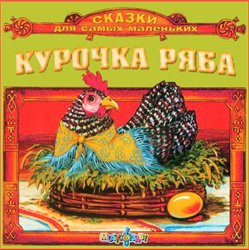 СКАЗКИ
для самых маленьких
КУРОЧКА РЯБА